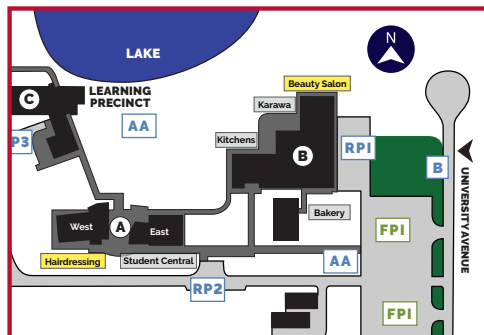 N
LAKE
Beauty Salon
C
LEARNING
PRECINCT
Karawa
AA
P3
Kitchens
B
RP1
B
UNIVERSITY AVENUE
A
West
East
Bakery
FP1
Hairdressing
Student Central
AA
RP2
FP1